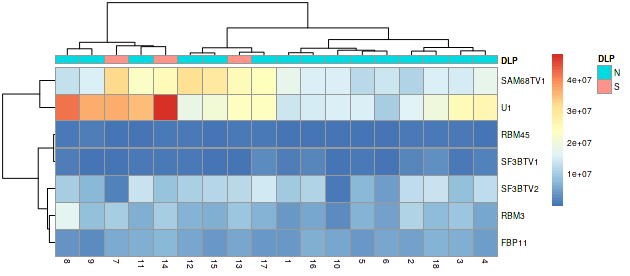 DLP
DLP
N
S
SAM68TV1
U1
RBM45
SF3BTV1
SF3BTV2
RBM3
FBP11
4e+07
3e+07
2e+07
1e+07
8 9 7 11 14 12 15 13 17 1 16 10 5 6 2 18 3 4